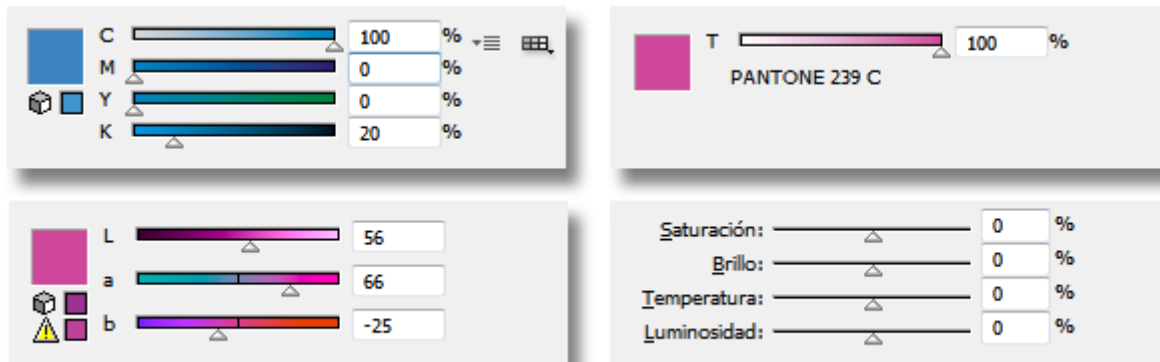 C 100 %
M 0 %
Y 0 %
K 20 %
T 100 %
PANTONE 239 C
L 56
a 66
b -25
Saturación: 0 %
Brillo: 0 %
Temperatura: 0 %
Luminosidad: 0 %